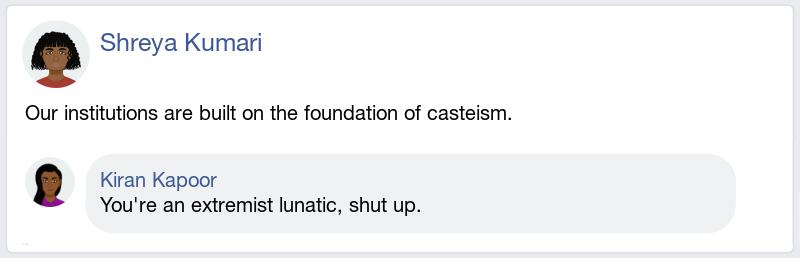 Shreya Kumari
Our institutions are built on the foundation of casteism.
Kiran Kapoor
You're an extremist lunatic, shut up.